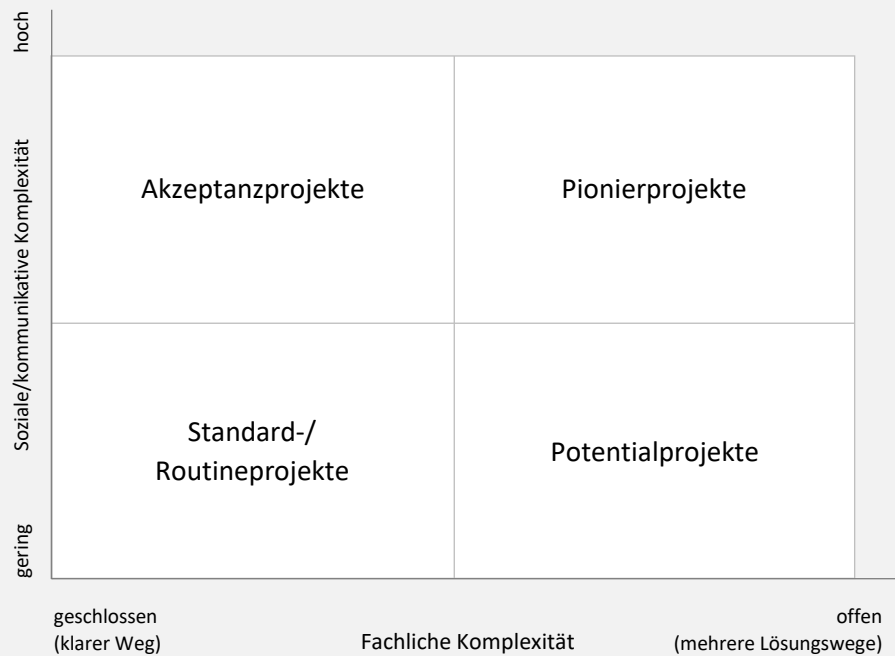 hoch
Soziale/kommunikative Komplexität
gering
Akzeptanzprojekte
Pionierprojekte
Standard-/
Routineprojekte
Potentialprojekte
geschlossen
(klarer Weg)
Fachliche Komplexität
offen
(mehrere Lösungswege)